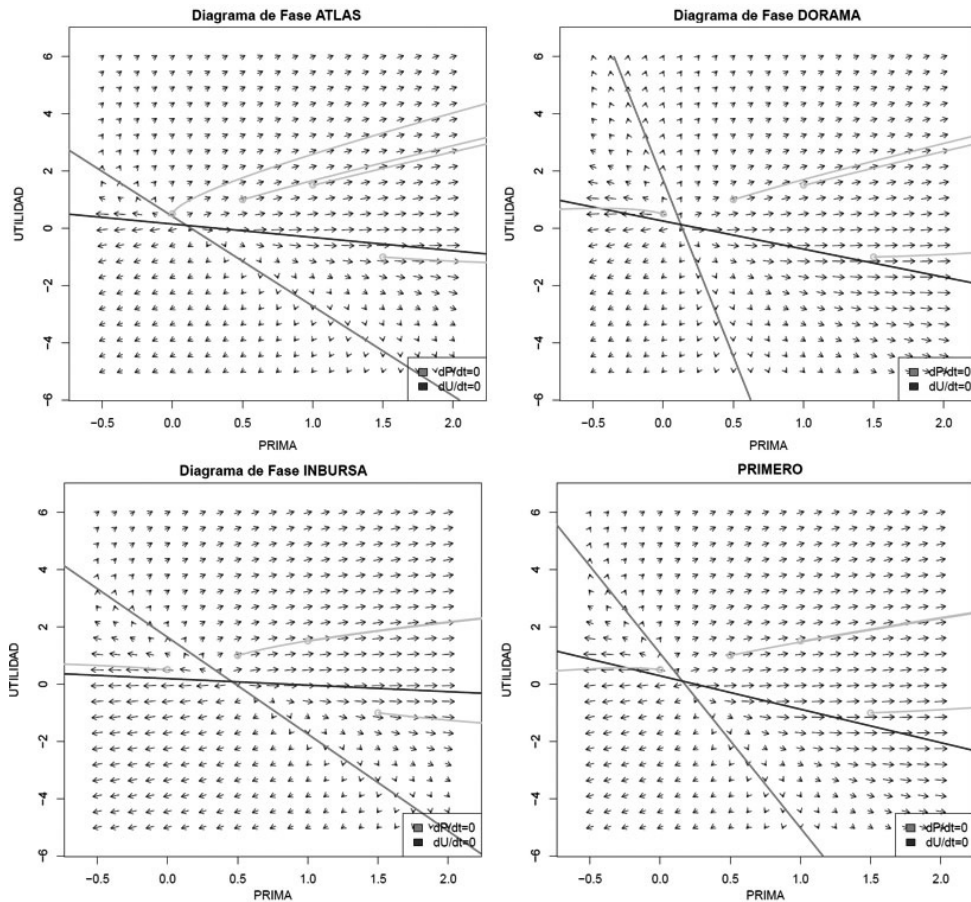 Diagrama de Fase ATLAS
UTILIDAD
6
4
2
0
−2
−4
−6
−0.5 0.0 0.5 1.0 1.5 2.0
PRIMA
dP/dt=0
dU/dt=0
Diagrama de Fase DORAMA
UTILIDAD
6
4
2
0
−2
−4
−6
−0.5 0.0 0.5 1.0 1.5 2.0
PRIMA
dP/dt=0
dU/dt=0
Diagrama de Fase INBURSA
UTILIDAD
6
4
2
0
−2
−4
−6
−0.5 0.0 0.5 1.0 1.5 2.0
PRIMA
dP/dt=0
dU/dt=0
PRIMERO
UTILIDAD
6
4
2
0
−2
−4
−6
−0.5 0.0 0.5 1.0 1.5 2.0
PRIMA
dP/dt=0
dU/dt=0